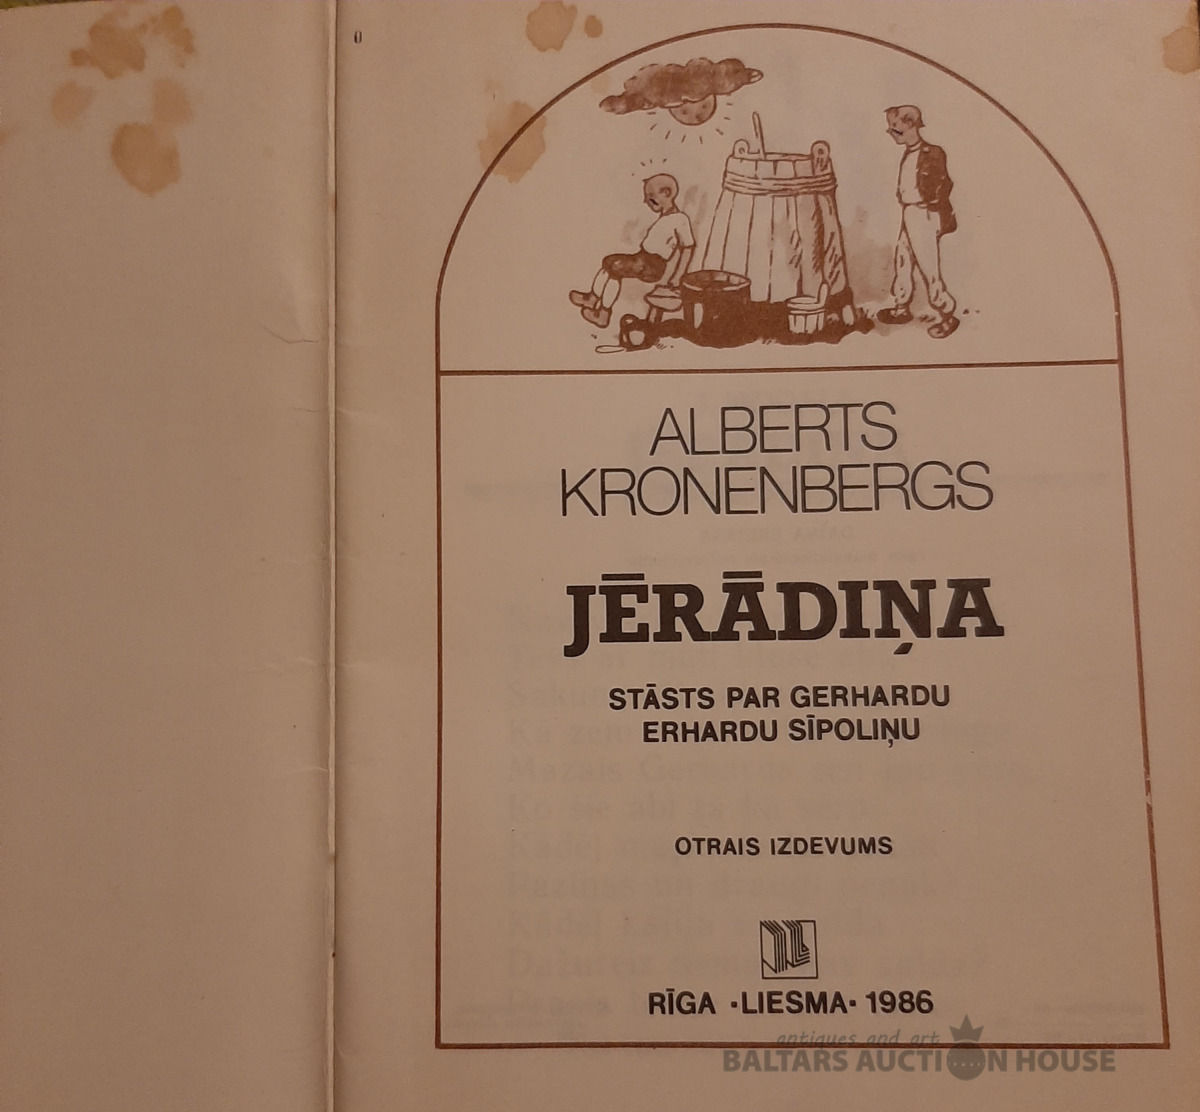 ALBERTS
KRONENBERGS
JĒRĀDIŅA
STĀSTS PAR GERHARDU
ERHARDU SĪPOLIŅU
OTRAIS IZDEVUMS
RĪGA ·LIESMA· 1986
antiques and art
BALTARS AUCTION HOUSE